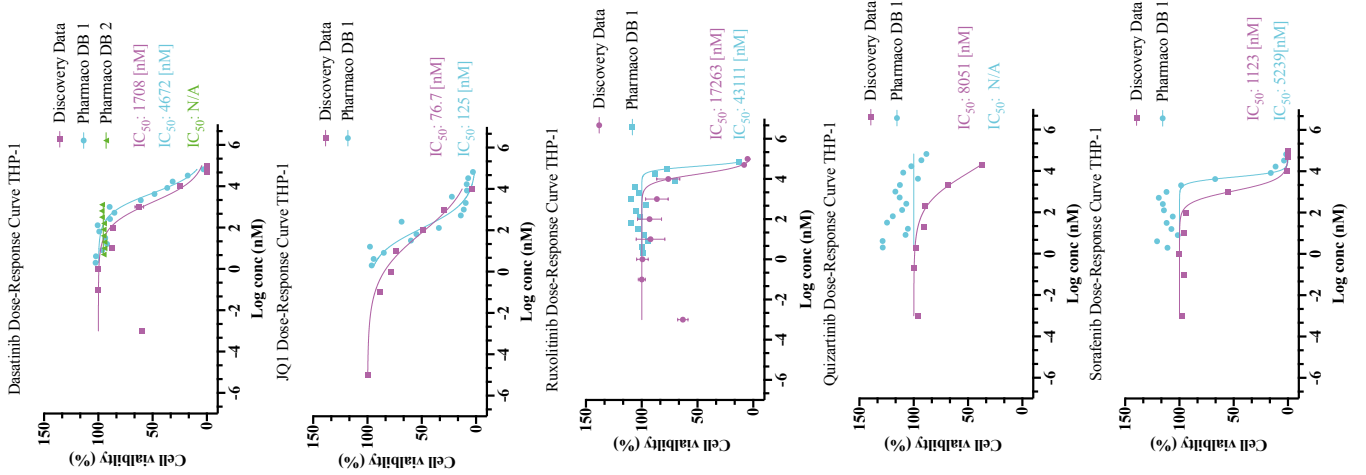 Dasatinib Dose-Response Curve THP-1
Discovery Data
Pharmaco DB 1
Pharmaco DB 2
IC50: 1708 [nM]
IC50: 4672 [nM]
IC50: N/A
150
100
50
0
Cell vialbility (%)
-6
-4
-2
0
2
4
6
Log conc (nM)
JQ1 Dose-Response Curve THP-1
Discovery Data
Pharmaco DB 1
IC50: 76.7 [nM]
IC50: 125 [nM]
150
100
50
0
Cell vialbility (%)
-6
-4
-2
0
2
4
6
Log conc (nM)
Ruxolitinib Dose-Response Curve THP-1
Discovery Data
Pharmaco DB 1
IC50: 17263 [nM]
IC50: 43111 [nM]
150
100
50
0
Cell vialbility (%)
-6
-4
-2
0
2
4
6
Log conc (nM)
Quizartinib Dose-Response Curve THP-1
Discovery Data
Pharmaco DB 1
IC50: 8051 [nM]
IC50: N/A
150
100
50
0
Cell vialbility (%)
-6
-4
-2
0
2
4
6
Log conc (nM)
Sorafenib Dose-Response Curve THP-1
Discovery Data
Pharmaco DB 1
IC50: 1123 [nM]
IC50: 5239[nM]
150
100
50
0
Cell vialbility (%)
-6
-4
-2
0
2
4
6
Log conc (nM)